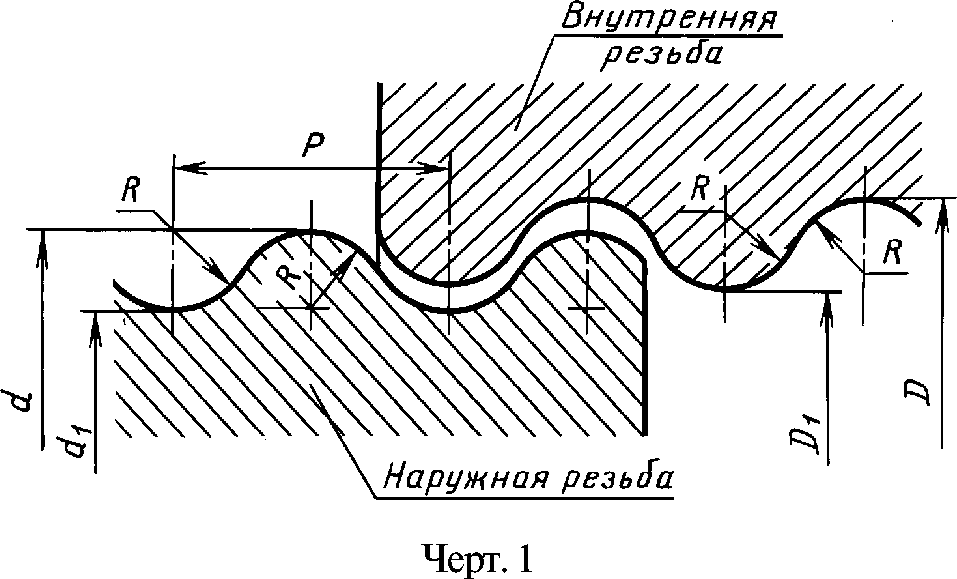 Внутренняя
резьба
P
R
R
R
R
d
d1
D1
D
Наружная резьба
Черт. 1